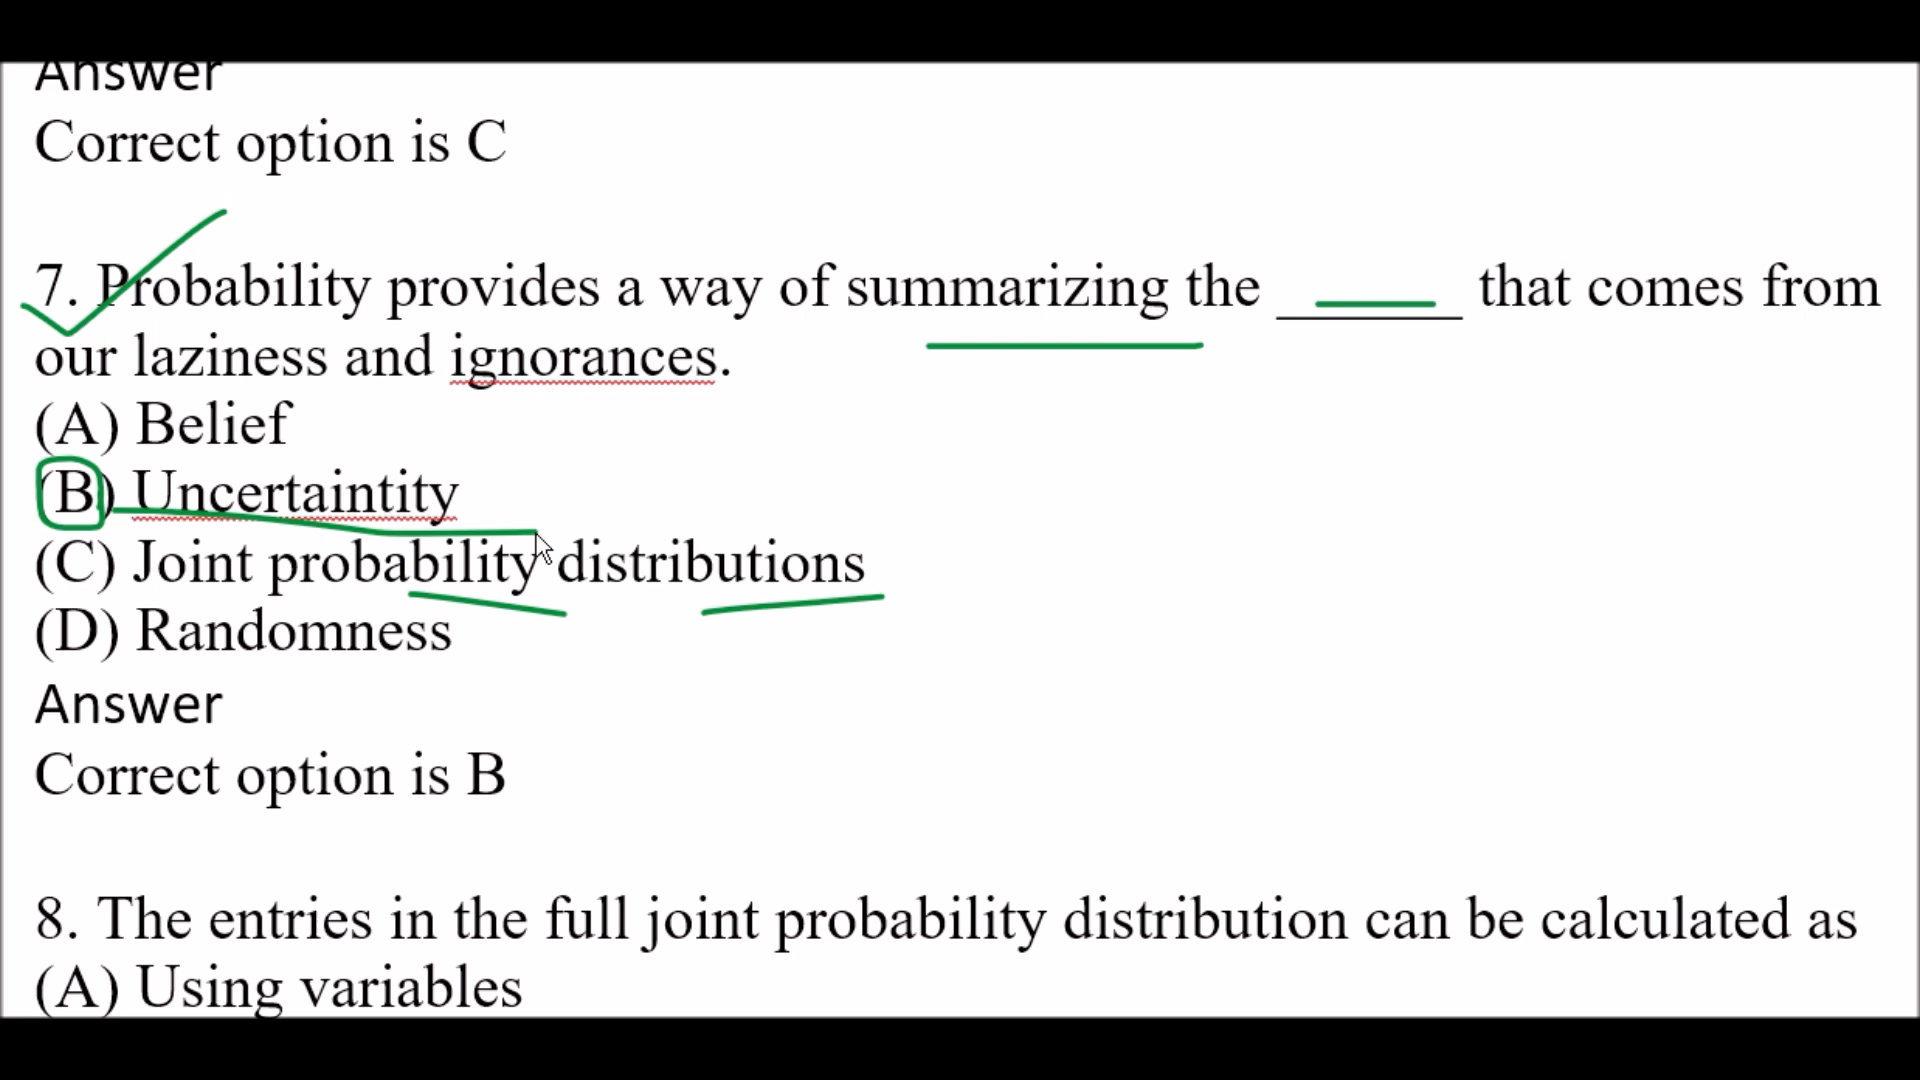 Answer
Correct option is C
7. Probability provides a way of summarizing the ______ that comes from
our laziness and ignorances.
(A) Belief
(B) Uncertaintity
(C) Joint probability distributions
(D) Randomness
Answer
Correct option is B
8. The entries in the full joint probability distribution can be calculated as
(A) Using variables